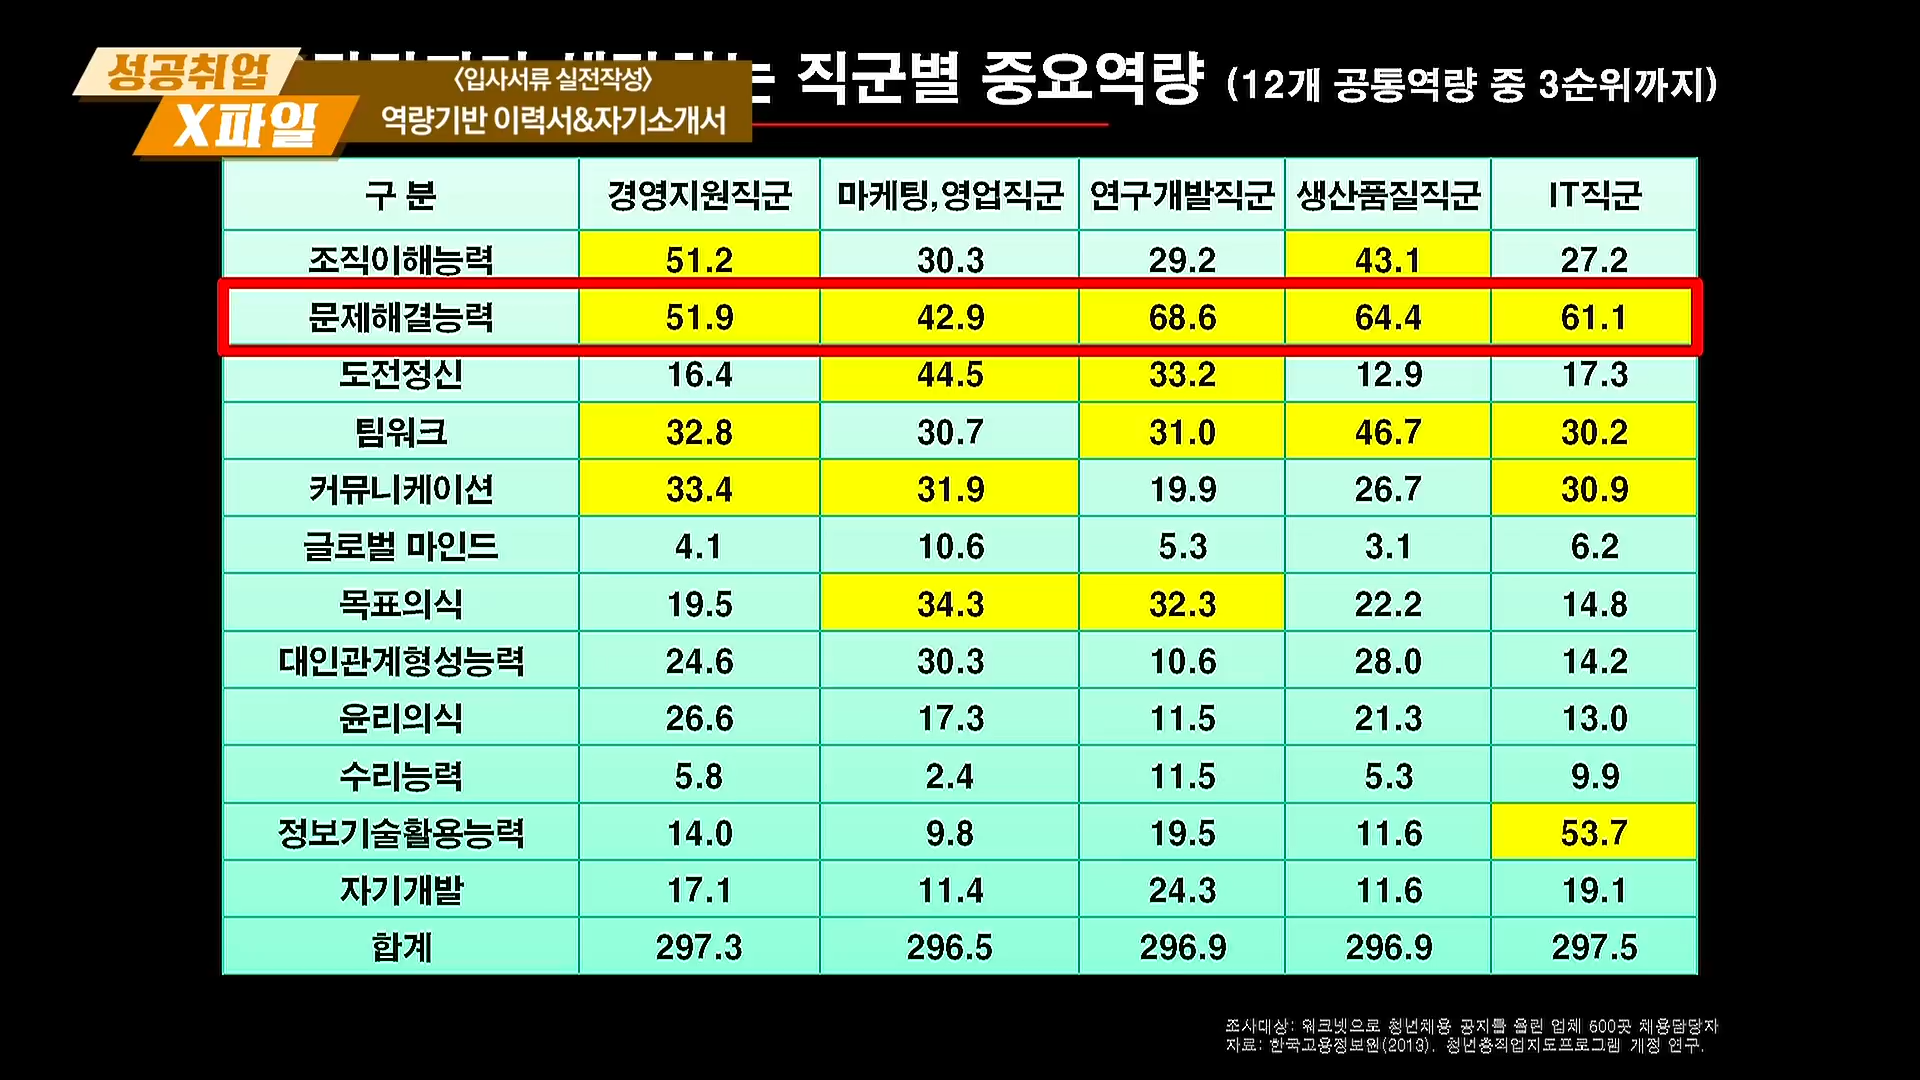 성공취업
X파일
〈입사서류 실전작성〉
역량기반 이력서&자기소개서
직군별 중요역량 (12개 공통역량 중 3순위까지)
구 분 경영지원직군 마케팅,영업직군 연구개발직군 생산품질직군 IT직군
조직이해능력 51.2 30.3 29.2 43.1 27.2
문제해결능력 51.9 42.9 68.6 64.4 61.1
도전정신 16.4 44.5 33.2 12.9 17.3
팀워크 32.8 30.7 31.0 46.7 30.2
커뮤니케이션 33.4 31.9 19.9 26.7 30.9
글로벌 마인드 4.1 10.6 5.3 3.1 6.2
목표의식 19.5 34.3 32.3 22.2 14.8
대인관계형성능력 24.6 30.3 10.6 28.0 14.2
윤리의식 26.6 17.3 11.5 21.3 13.0
수리능력 5.8 2.4 11.5 5.3 9.9
정보기술활용능력 14.0 9.8 19.5 11.6 53.7
자기개발 17.1 11.4 24.3 11.6 19.1
합계 297.3 296.5 296.9 296.9 297.5
조사대상: 워크넷으로 청년채용 공지를 올린 업체 600곳 채용담당자
자료: 한국고용정보원(2013). 청년층직업지도프로그램 개정 연구.